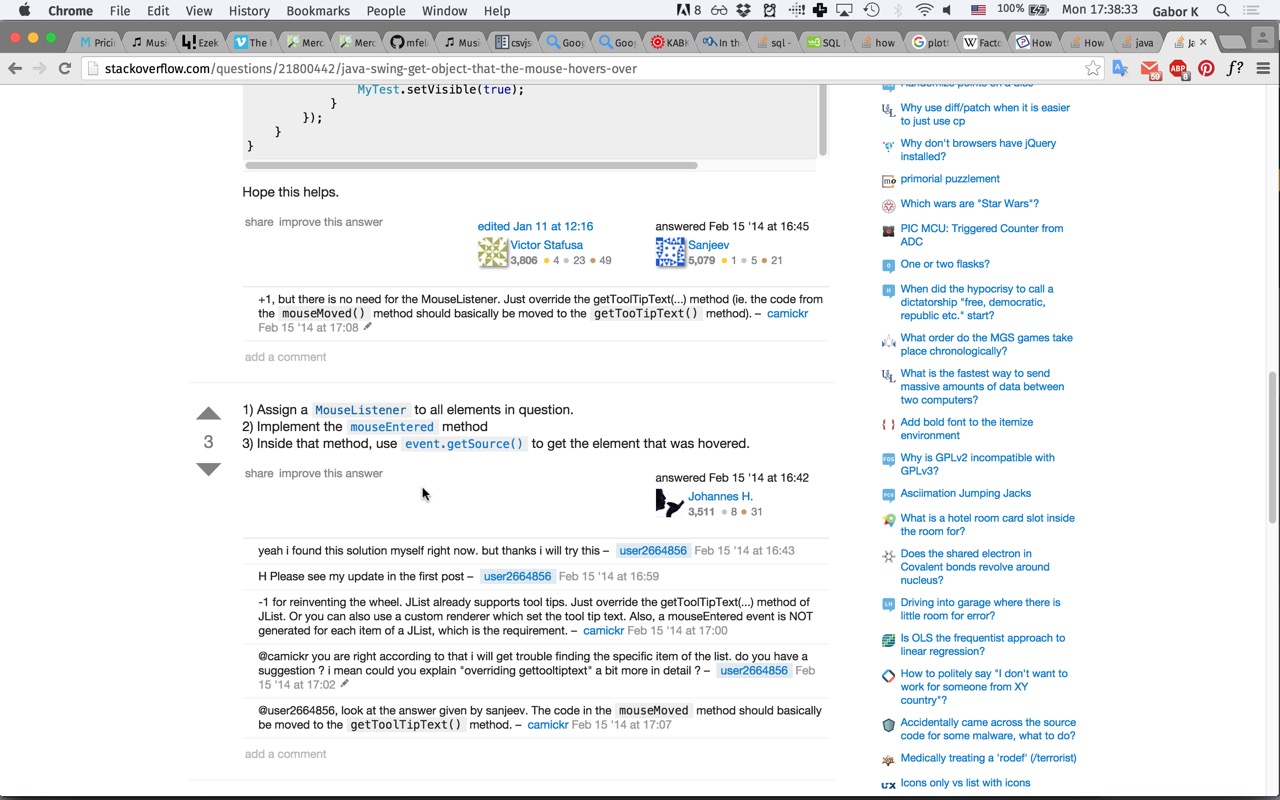 Chrome File Edit View History Bookmarks People Window Help 8 100% Mon 17:38:33 Gabor K
M Prici Musi Ezek The Merc Merc mfel Musi csvjs Goog Goog KABK In th sql - SQL how plott Facto How How java Ja
stackoverflow.com/questions/21800442/java-swing-get-object-that-the-mouse-hovers-over 59 ABP 8 f?
MyTest.setVisible(true);
}
});
}
}
Hope this helps.
share improve this answer
edited Jan 11 at 12:16
Victor Stafusa
3,806 4 23 49
answered Feb 15 '14 at 16:45
Sanjeev
5,079 1 5 21
+1, but there is no need for the MouseListener. Just override the getToolTipText(...) method (ie. the code from
the mouseMoved() method should basically be moved to the getTooTipText() method). – camickr
Feb 15 '14 at 17:08
add a comment
3
1) Assign a MouseListener to all elements in question.
2) Implement the mouseEntered method
3) Inside that method, use event.getSource() to get the element that was hovered.
share improve this answer
answered Feb 15 '14 at 16:42
Johannes H.
3,511 8 31
yeah i found this solution myself right now. but thanks i will try this – user2664856 Feb 15 '14 at 16:43
H Please see my update in the first post – user2664856 Feb 15 '14 at 16:59
-1 for reinventing the wheel. JList already supports tool tips. Just override the getToolTipText(...) method of
JList. Or you can also use a custom renderer which set the tool tip text. Also, a mouseEntered event is NOT
generated for each item of a JList, which is the requirement. – camickr Feb 15 '14 at 17:00
@camickr you are right according to that i will get trouble finding the specific item of the list. do you have a
suggestion ? i mean could you explain "overriding gettooltiptext" a bit more in detail ? – user2664856 Feb
15 '14 at 17:02
@user2664856, look at the answer given by sanjeev. The code in the mouseMoved method should basically
be moved to the getToolTipText() method. – camickr Feb 15 '14 at 17:07
add a comment
Randomize points on a disc
Why use diff/patch when it is easier
to just use cp
Why don't browsers have jQuery
installed?
primorial puzzlement
Which wars are "Star Wars"?
PIC MCU: Triggered Counter from
ADC
One or two flasks?
When did the hypocrisy to call a
dictatorship "free, democratic,
republic etc." start?
What order do the MGS games take
place chronologically?
What is the fastest way to send
massive amounts of data between
two computers?
Add bold font to the itemize
environment
Why is GPLv2 incompatible with
GPLv3?
Asciimation Jumping Jacks
What is a hotel room card slot inside
the room for?
Does the shared electron in
Covalent bonds revolve around
nucleus?
Driving into garage where there is
little room for error?
Is OLS the frequentist approach to
linear regression?
How to politely say "I don't want to
work for someone from XY
country"?
Accidentally came across the source
code for some malware, what to do?
Medically treating a 'rodef' (/terrorist)
Icons only vs list with icons